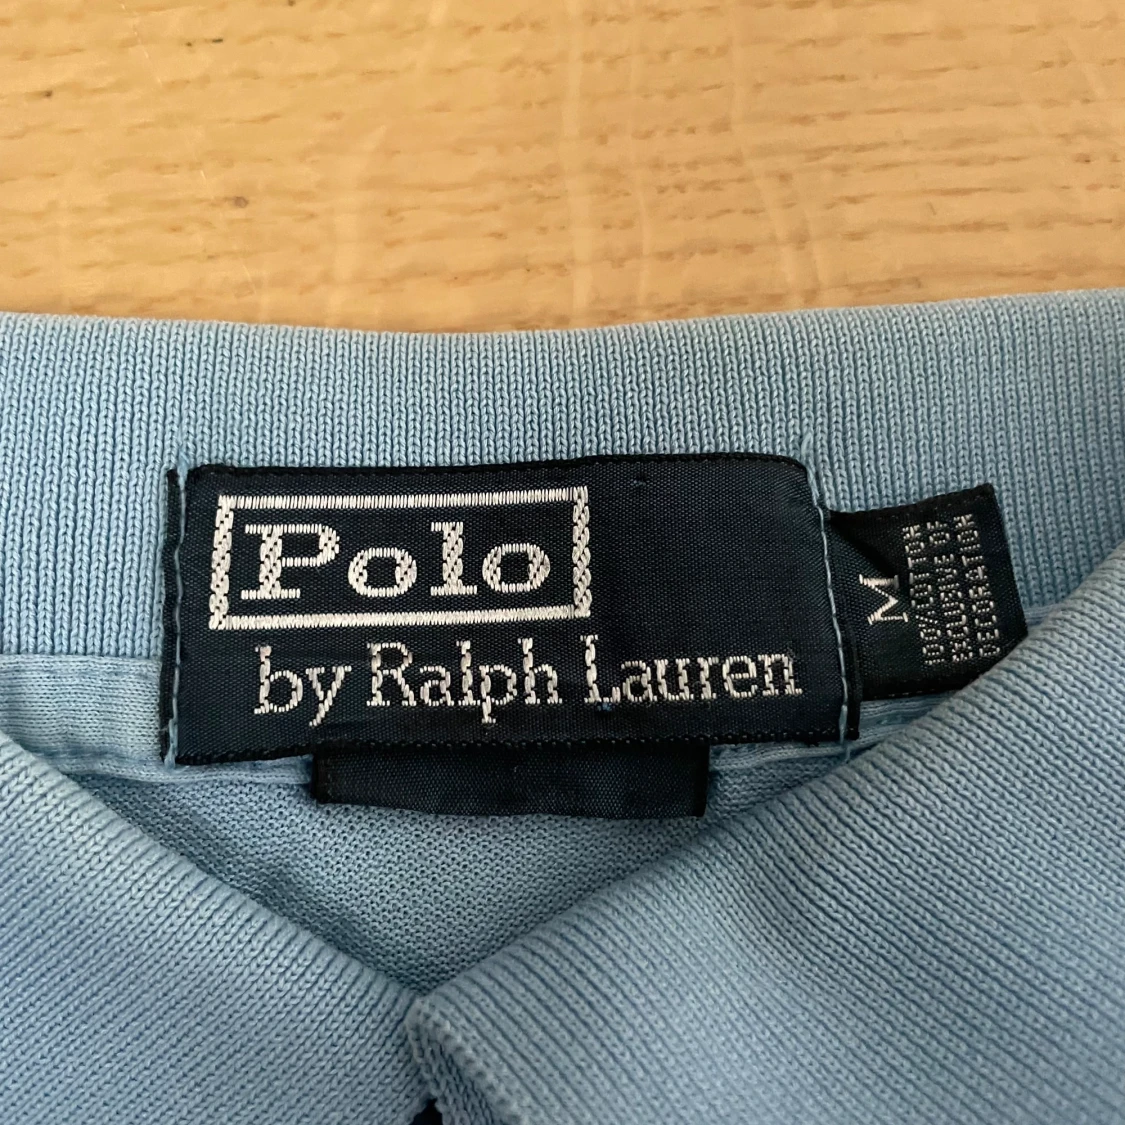 Polo
by Ralph Lauren
M
100% COTTON
EXCLUSIVE OF
DECORATION